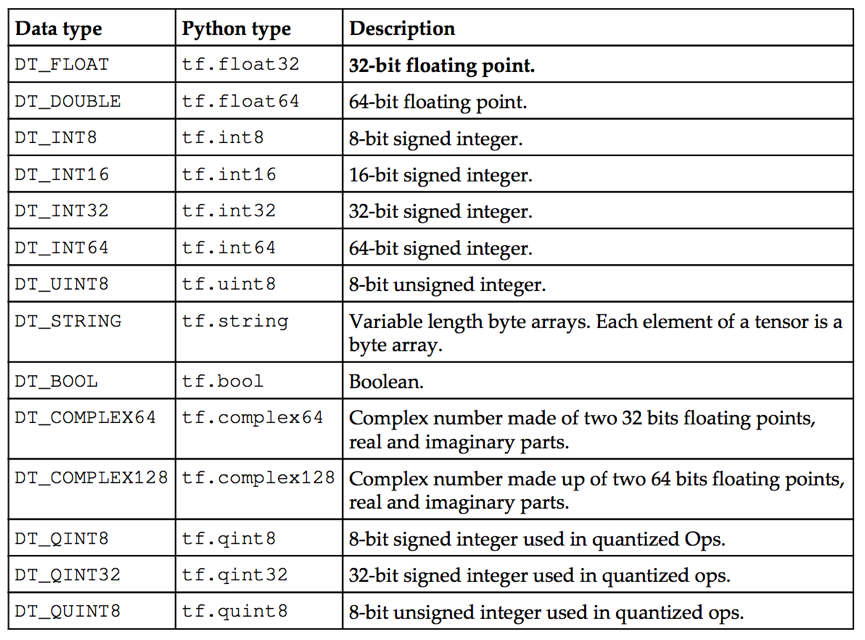 Data type Python type Description
DT_FLOAT tf.float32 32-bit floating point.
DT_DOUBLE tf.float64 64-bit floating point.
DT_INT8 tf.int8 8-bit signed integer.
DT_INT16 tf.int16 16-bit signed integer.
DT_INT32 tf.int32 32-bit signed integer.
DT_INT64 tf.int64 64-bit signed integer.
DT_UINT8 tf.uint8 8-bit unsigned integer.
DT_STRING tf.string Variable length byte arrays. Each element of a tensor is a
byte array.
DT_BOOL tf.bool Boolean.
DT_COMPLEX64 tf.complex64 Complex number made of two 32 bits floating points,
real and imaginary parts.
DT_COMPLEX128 tf.complex128 Complex number made up of two 64 bits floating points,
real and imaginary parts.
DT_QINT8 tf.qint8 8-bit signed integer used in quantized Ops.
DT_QINT32 tf.qint32 32-bit signed integer used in quantized ops.
DT_QUINT8 tf.quint8 8-bit unsigned integer used in quantized ops.